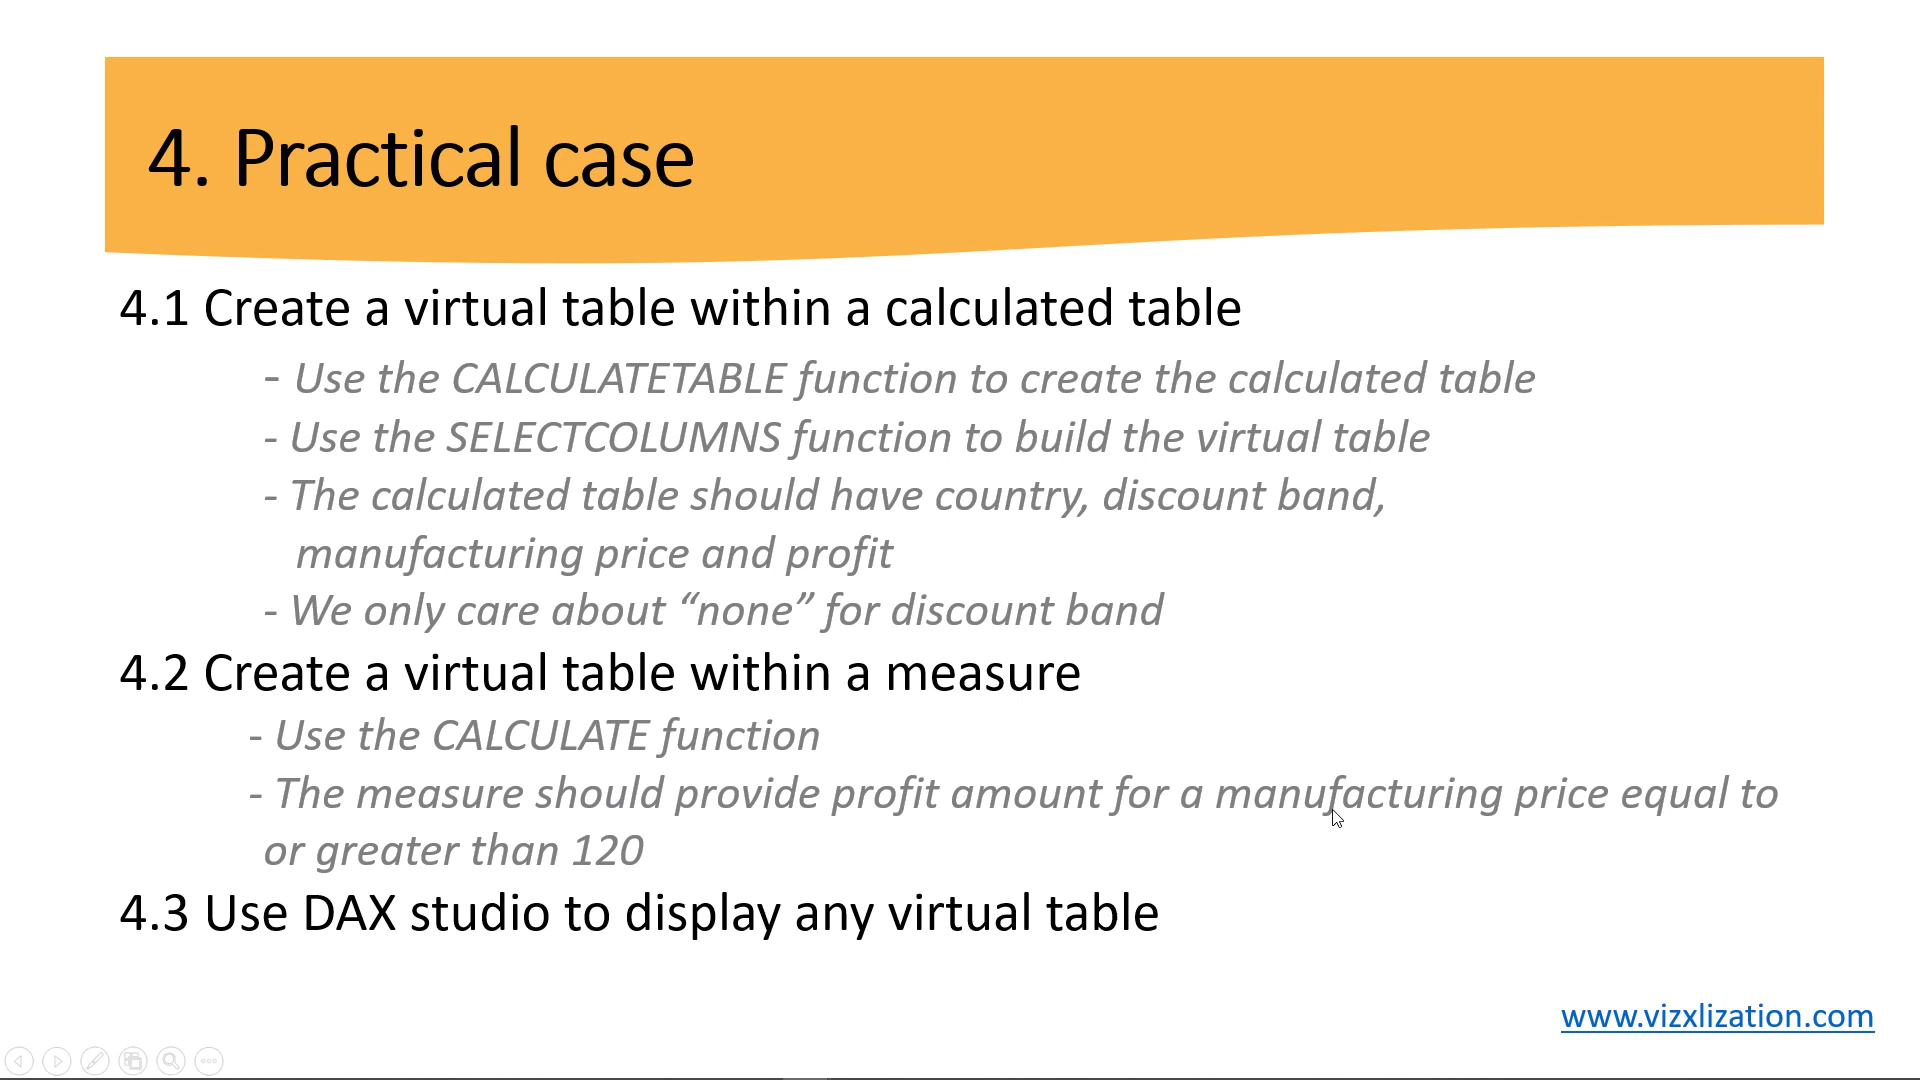 4. Practical case
4.1 Create a virtual table within a calculated table
- Use the CALCULATETABLE function to create the calculated table
- Use the SELECTCOLUMNS function to build the virtual table
- The calculated table should have country, discount band,
manufacturing price and profit
- We only care about “none” for discount band
4.2 Create a virtual table within a measure
- Use the CALCULATE function
- The measure should provide profit amount for a manufacturing price equal to
or greater than 120
4.3 Use DAX studio to display any virtual table
www.vizxlization.com